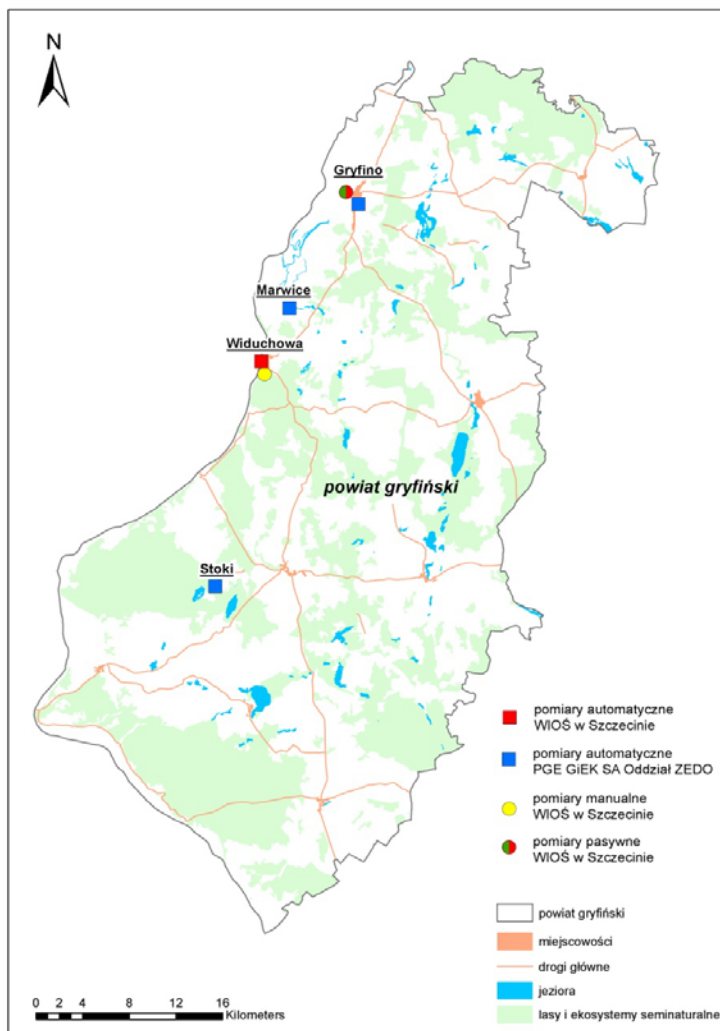 N
Gryfino
Marwice
Widuchowa
powiat gryfiński
Stoki
pomiary automatyczne
WIOŚ w Szczecinie
pomiary automatyczne
PGE GiEK SA Oddział ZEDO
pomiary manualne
WIOŚ w Szczecinie
pomiary pasywne
WIOŚ w Szczecinie
powiat gryfiński
miejscowości
drogi główne
jeziora
lasy i ekosystemy seminaturalne
0 2 4 8 12 16
Kilometers